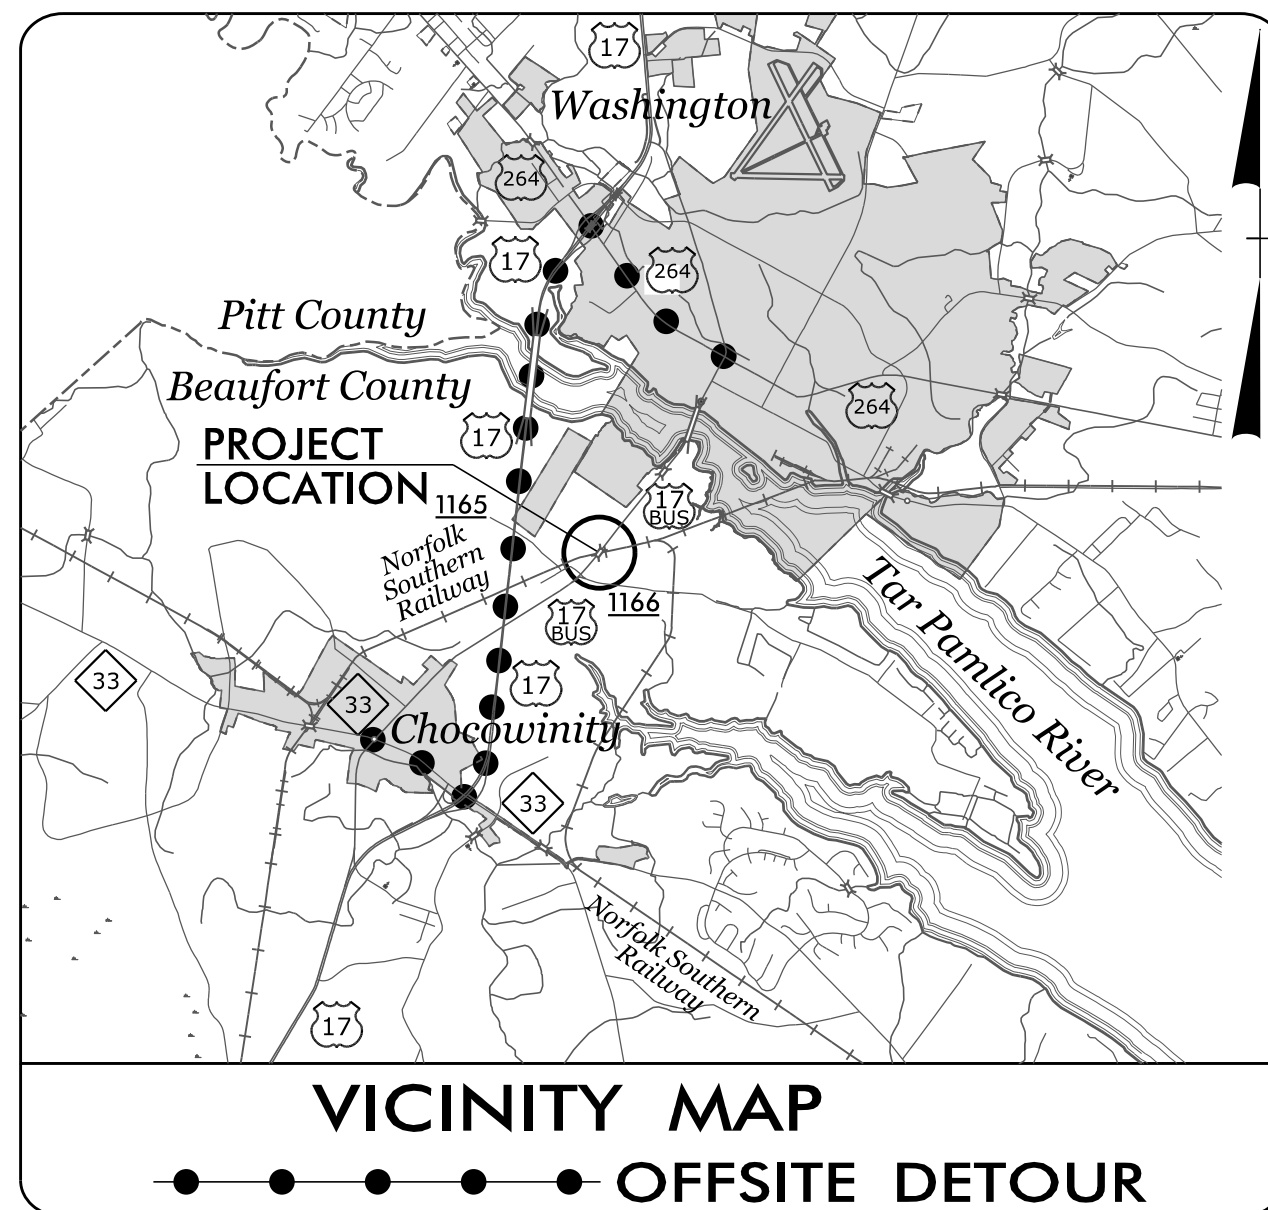 17
Washington
264
17
264
Pitt County
Beaufort County
264
17
PROJECT
LOCATION
1165
17
BUS
Norfolk
Southern
Railway
1166
17
BUS
Tar Pamlico River
33
17
33
Chocowinity
33
Norfolk Southern
Railway
17
VICINITY MAP
OFFSITE DETOUR